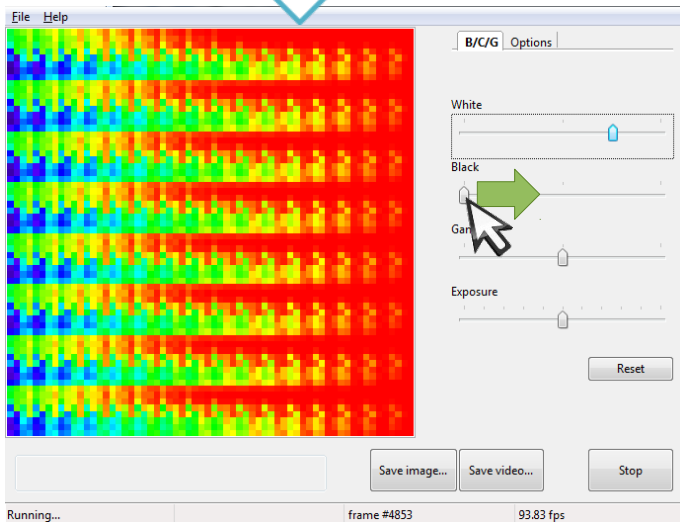 File Help
B/C/G Options
White
Black
Exposure
Reset
Save image... Save video... Stop
Running... frame #4853 93.83 fps